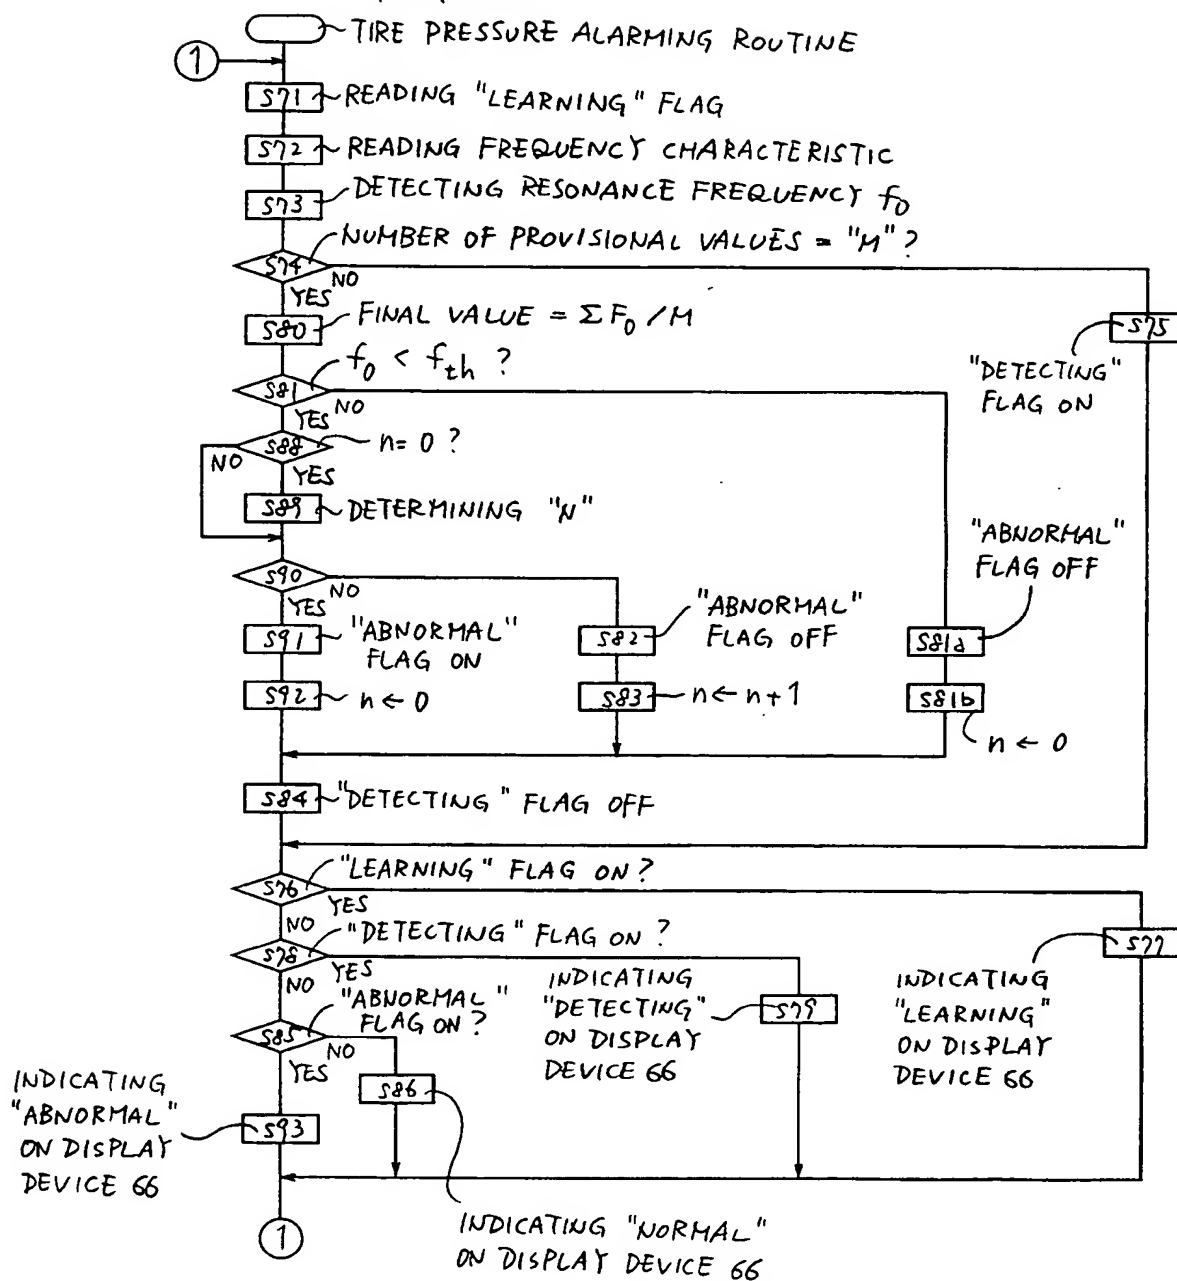 TIRE PRESSURE ALARMING ROUTINE
1
S71
READING "LEARNING" FLAG
S72
READING FREQUENCY CHARACTERISTIC
S73
DETECTING RESONANCE FREQUENCY f0
S74
NUMBER OF PROVISIONAL VALUES = "M" ?
NO
YES
S80
FINAL VALUE = ΣF0 /M
S75
"DETECTING"
FLAG ON
S81
f0 < fth ?
NO
YES
S88
n= 0 ?
NO
YES
S89
DETERMINING "N"
S90
NO
YES
"ABNORMAL"
FLAG OFF
S91
"ABNORMAL"
FLAG ON
S82
"ABNORMAL"
FLAG OFF
S81a
S92
n ← 0
S83
n ← n + 1
S81b
n ← 0
S84
"DETECTING" FLAG OFF
S76
"LEARNING" FLAG ON ?
YES
NO
S78
"DETECTING" FLAG ON ?
YES
NO
S77
INDICATING
"LEARNING"
ON DISPLAY
DEVICE 66
S79
INDICATING
"DETECTING"
ON DISPLAY
DEVICE 66
S85
"ABNORMAL"
FLAG ON ?
NO
YES
S86
INDICATING
"ABNORMAL"
ON DISPLAY
DEVICE 66
S93
1
INDICATING "NORMAL"
ON DISPLAY DEVICE 66